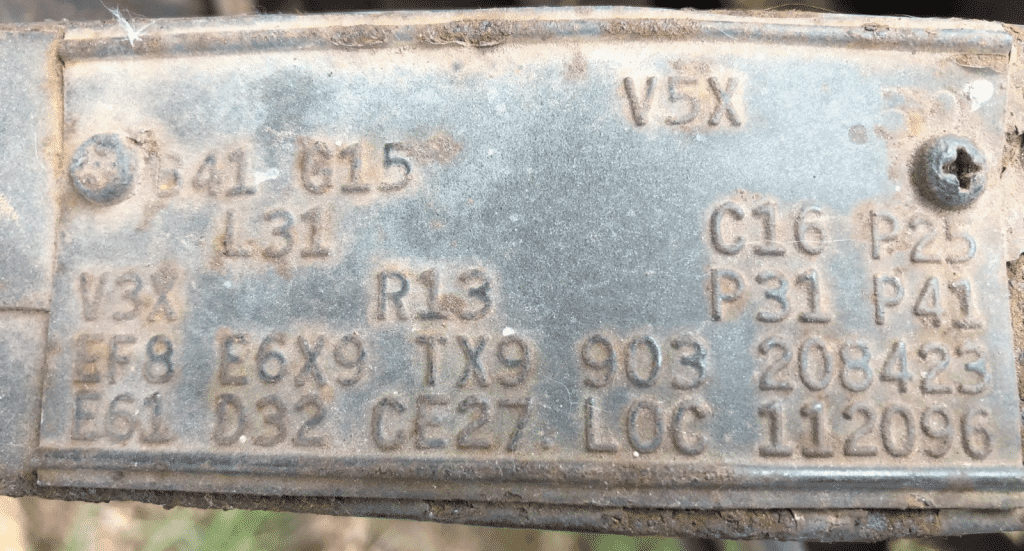 V5X
G41 G15
L31 C16 P25
V3X R13 P31 P41
EF8 E6X9 TX9 903 208423
E61 D32 CE27 LOC 112096